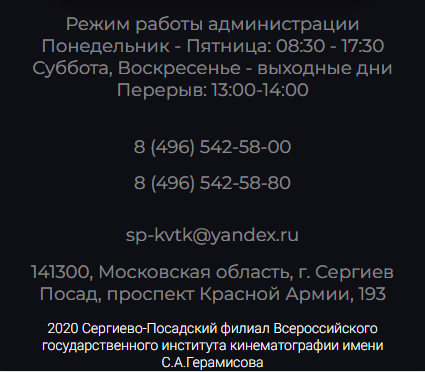 Режим работы администрации
Понедельник - Пятница: 08:30 - 17:30
Суббота, Воскресенье - выходные дни
Перерыв: 13:00-14:00
8 (496) 542-58-00
8 (496) 542-58-80
sp-kvtk@yandex.ru
141300, Московская область, г. Сергиев
Посад, проспект Красной Армии, 193
2020 Сергиево-Посадский филиал Всероссийского
государственного института кинематографии имени
С.А.Герамисова